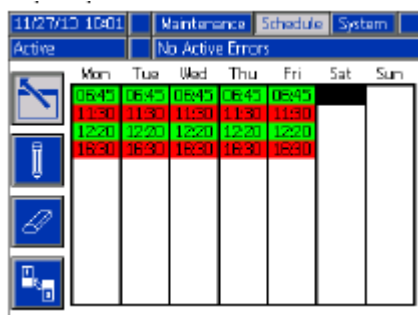 11/27/10 10:01 Maintenance Schedule System
Active No Active Errors
Mon Tue Wed Thu Fri Sat Sun
06:45 06:45 06:45 06:45 06:45
11:30 11:30 11:30 11:30 11:30
12:20 12:20 12:20 12:20 12:20
16:30 16:30 16:30 16:30 16:30